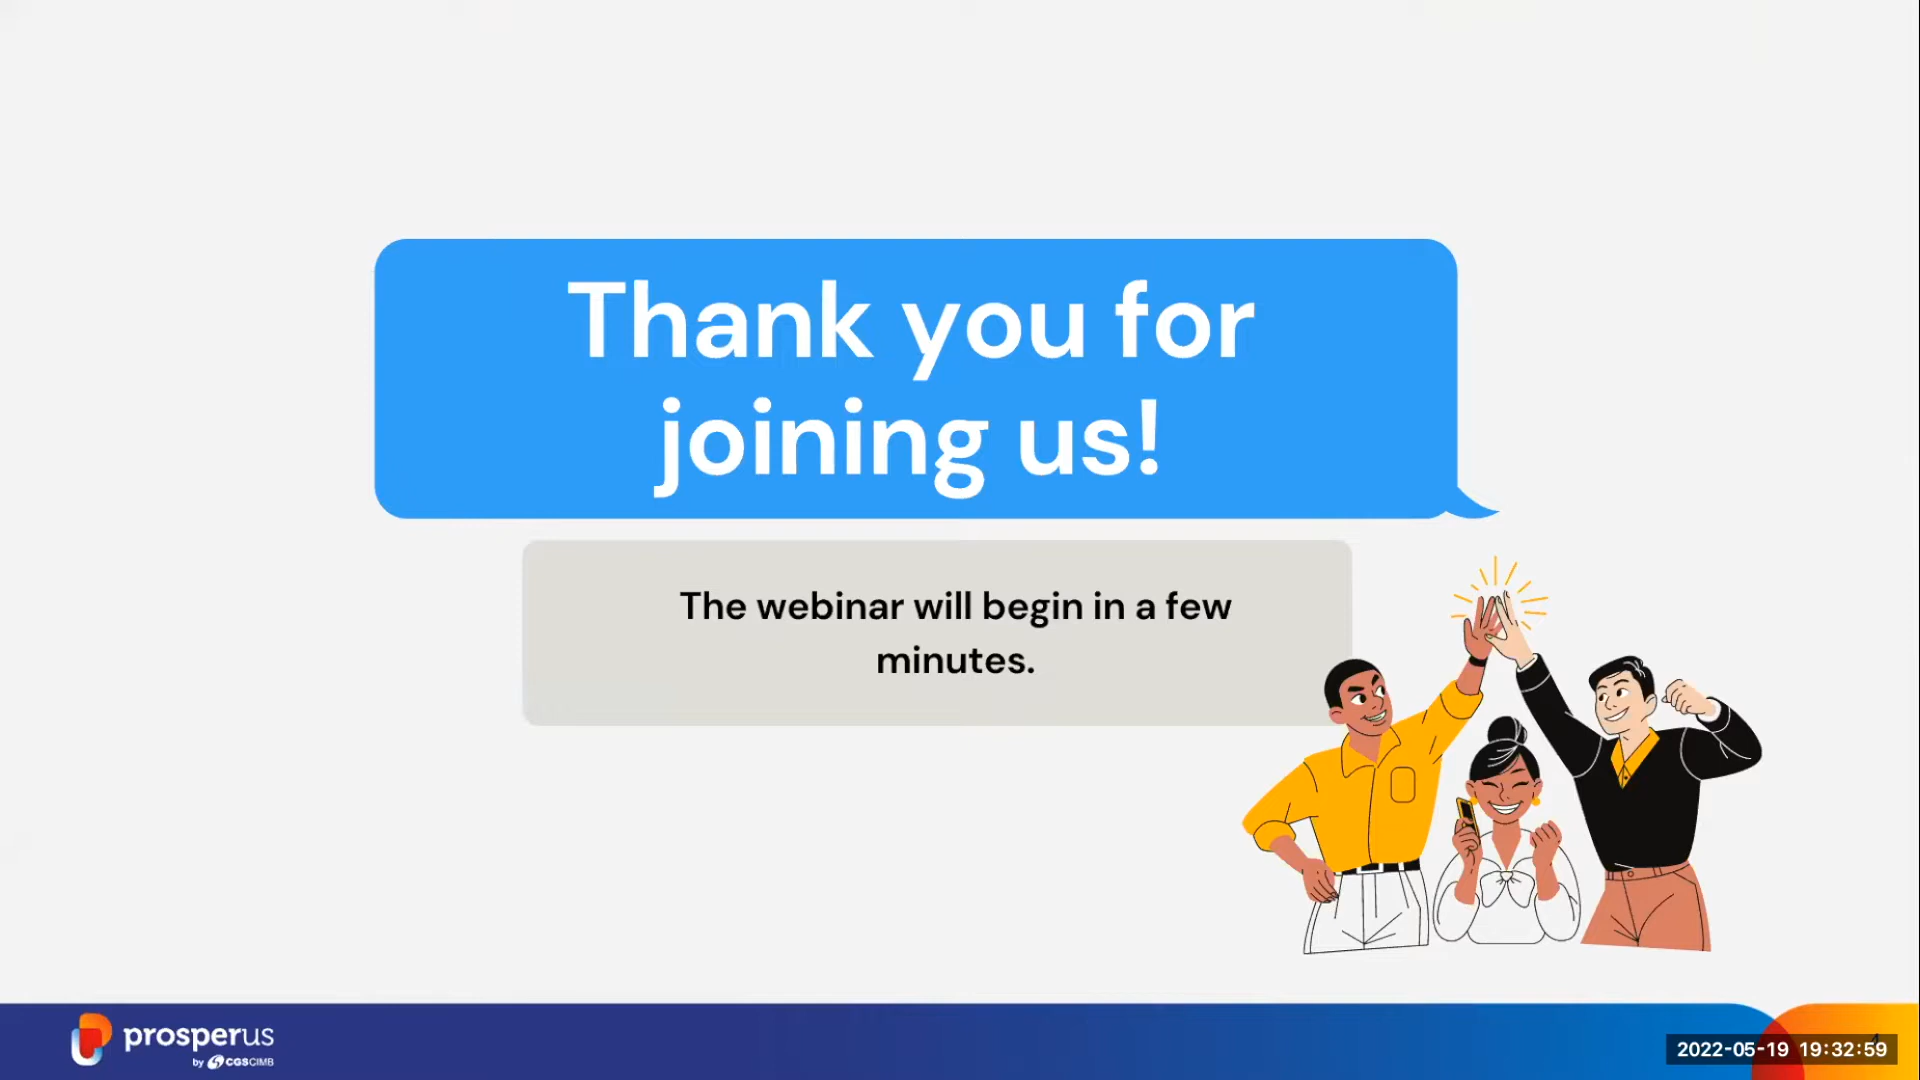 Thank you for
joining us!
The webinar will begin in a few
minutes.
prosperus
by CGSCIMB
2022-05-19 19:32:59